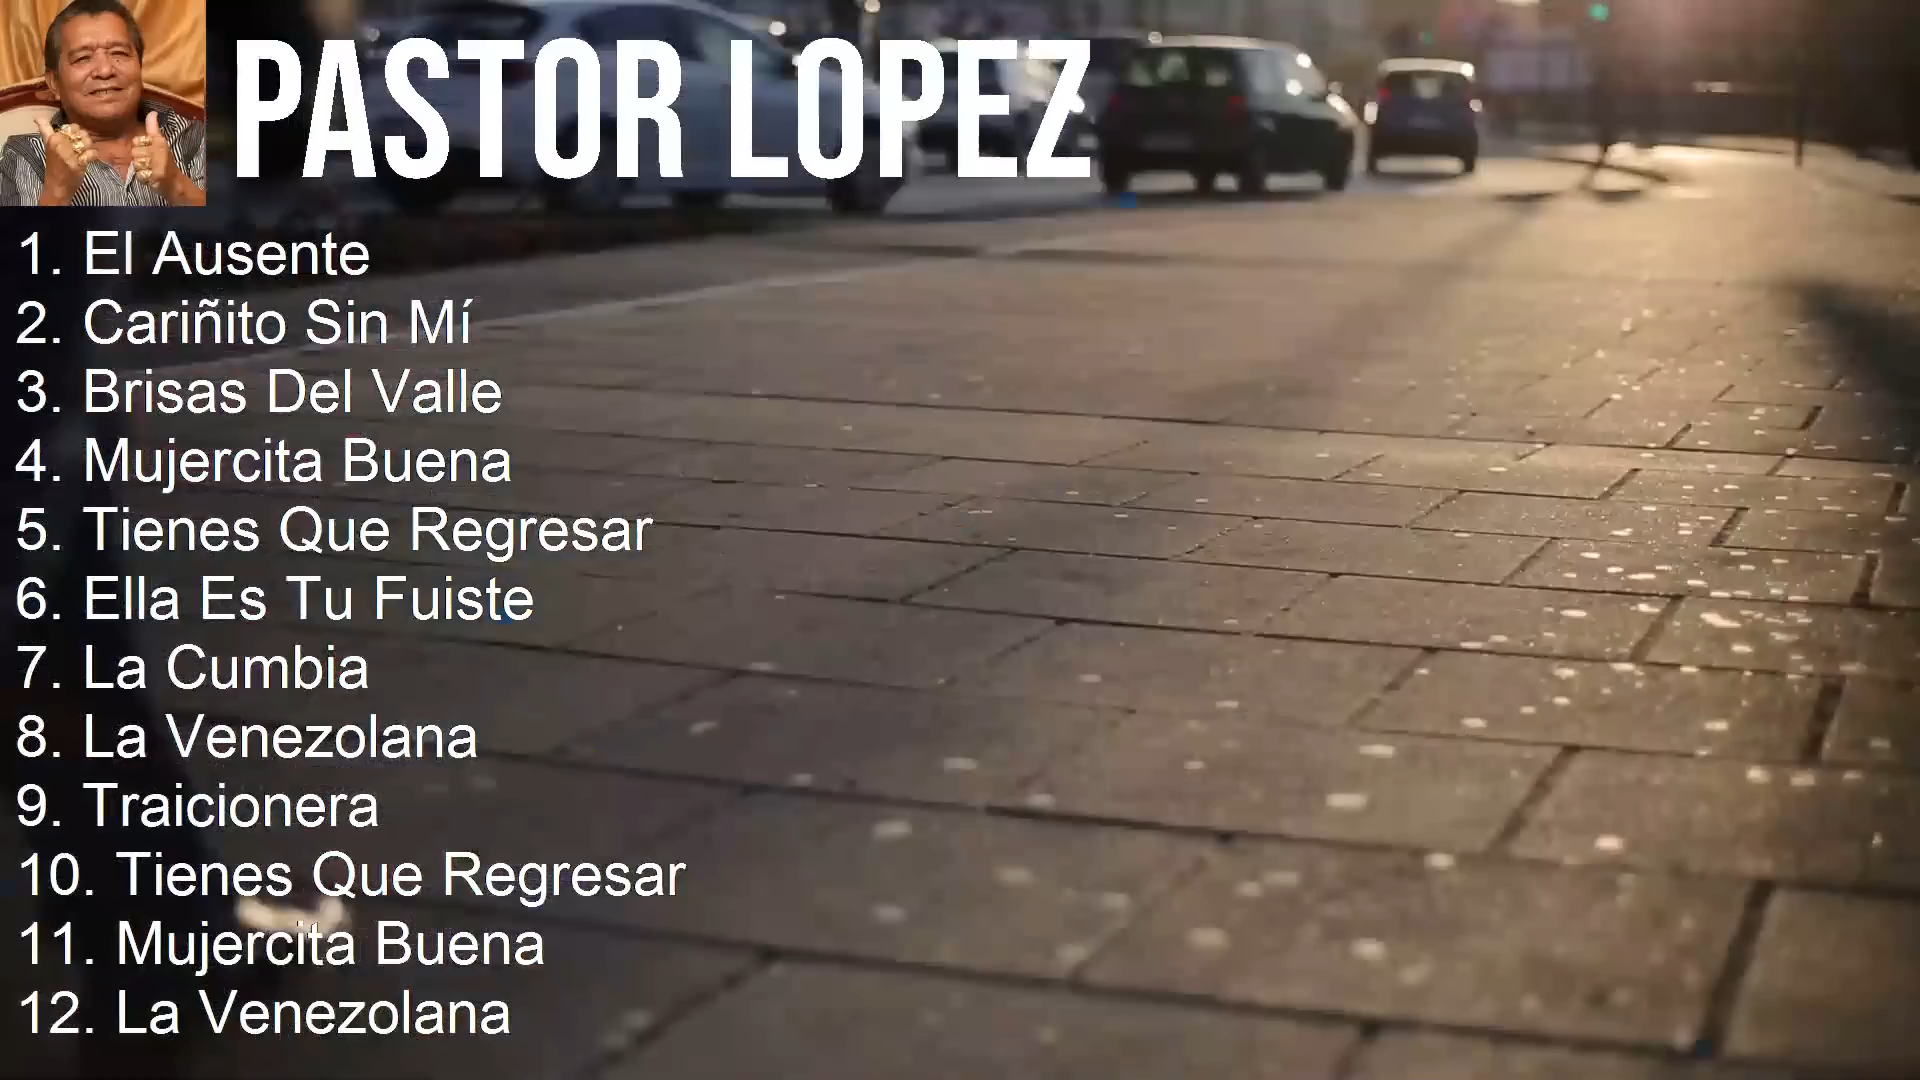 PASTOR LOPEZ
1. El Ausente
2. Cariñito Sin Mí
3. Brisas Del Valle
4. Mujercita Buena
5. Tienes Que Regresar
6. Ella Es Tu Fuiste
7. La Cumbia
8. La Venezolana
9. Traicionera
10. Tienes Que Regresar
11. Mujercita Buena
12. La Venezolana